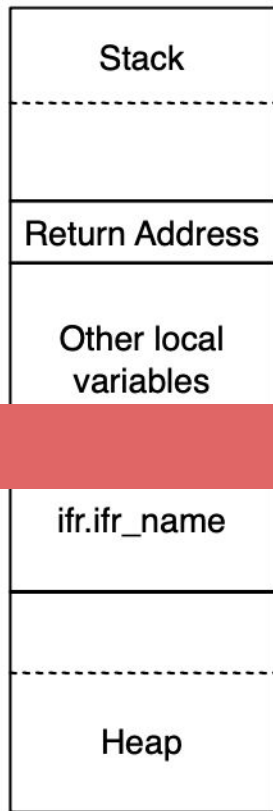 Stack
Return Address
Other local
variables
ifr.ifr_name
Heap